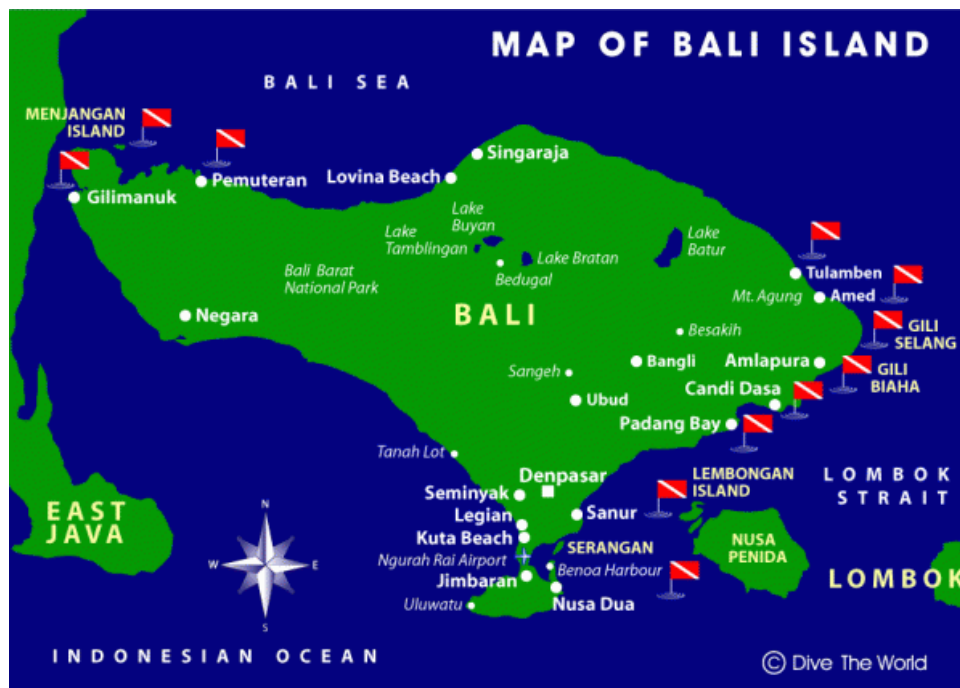 MAP OF BALI ISLAND
BALI SEA
MENJANGAN
ISLAND
Singaraja
Pemuteran
Lovina Beach
Gilimanuk
Lake
Buyan
Lake
Tamblingan
Lake Bratan
Lake
Batur
Bedugal
Bali Barat
National Park
Tulamben
Mt. Agung
Amed
Negara
BALI
Besakih
GILI
SELANG
Sangeh
Bangli
Amlapura
GILI
BIAHA
Candi Dasa
Ubud
Padang Bay
Tanah Lot
Denpasar
LEMBONGAN
ISLAND
LOMBOK
STRAIT
Seminyak
Legian
Sanur
EAST
JAVA
N
W
E
S
Kuta Beach
SERANGAN
NUSA
PENIDA
Ngurah Rai Airport
Benoa Harbour
Jimbaran
LOMBOK
Uluwatu
Nusa Dua
INDONESIAN OCEAN
© Dive The World